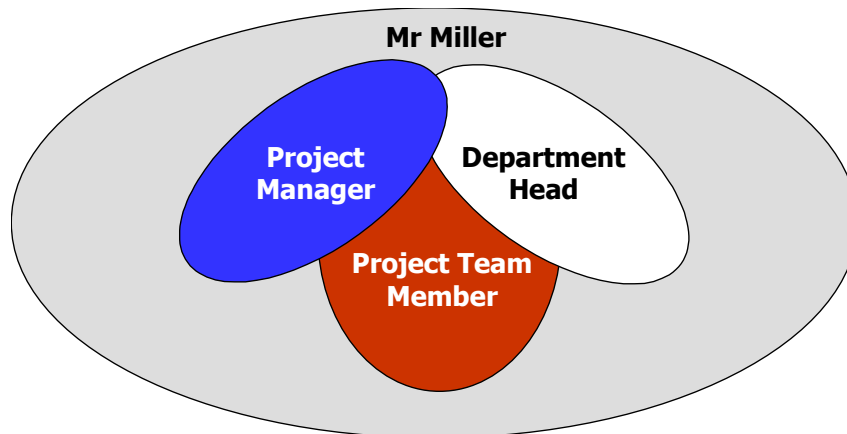 Mr Miller
Project
Manager
Department
Head
Project Team
Member